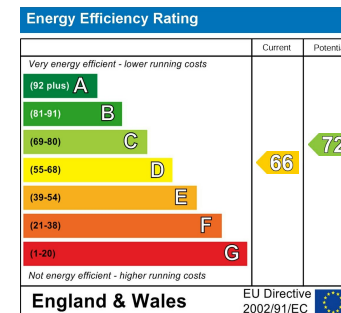 Energy Efficiency Rating
Current Potentia
Very energy efficient - lower running costs
(92 plus) A
(81-91) B
(69-80) C
72
(55-68) D
66
(39-54) E
(21-38) F
(1-20) G
Not energy efficient - higher running costs
England & Wales
EU Directive
2002/91/EC